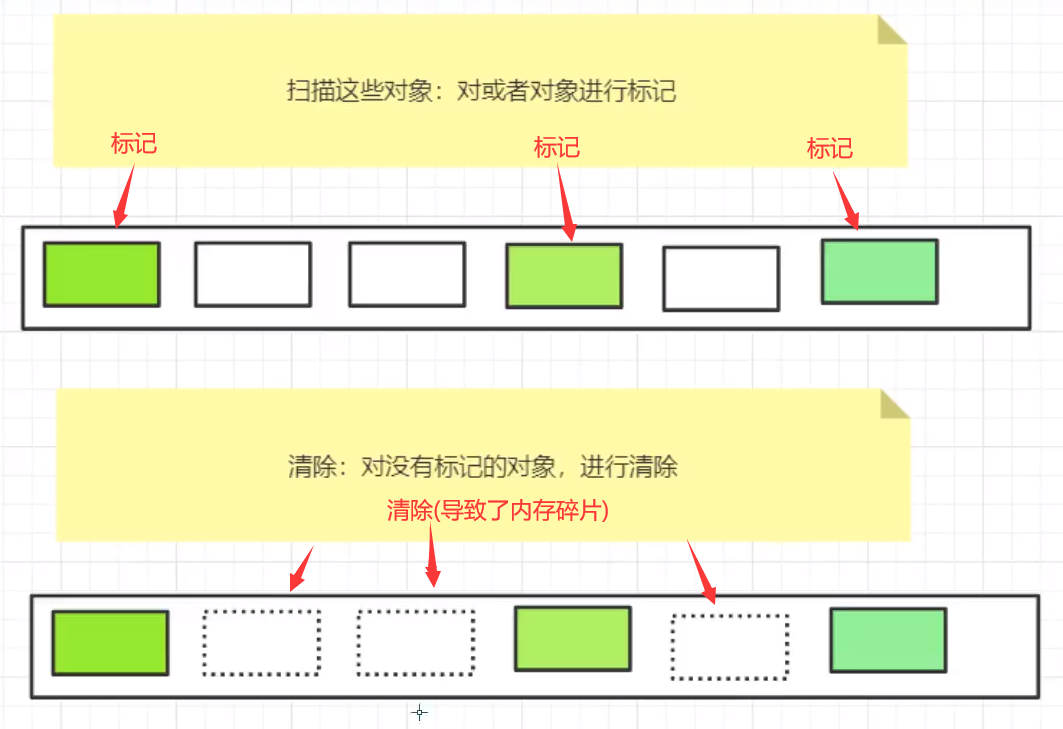 扫描这些对象：对或者对象进行标记
标记
标记
标记
清除：对没有标记的对象，进行清除
清除(导致了内存碎片)